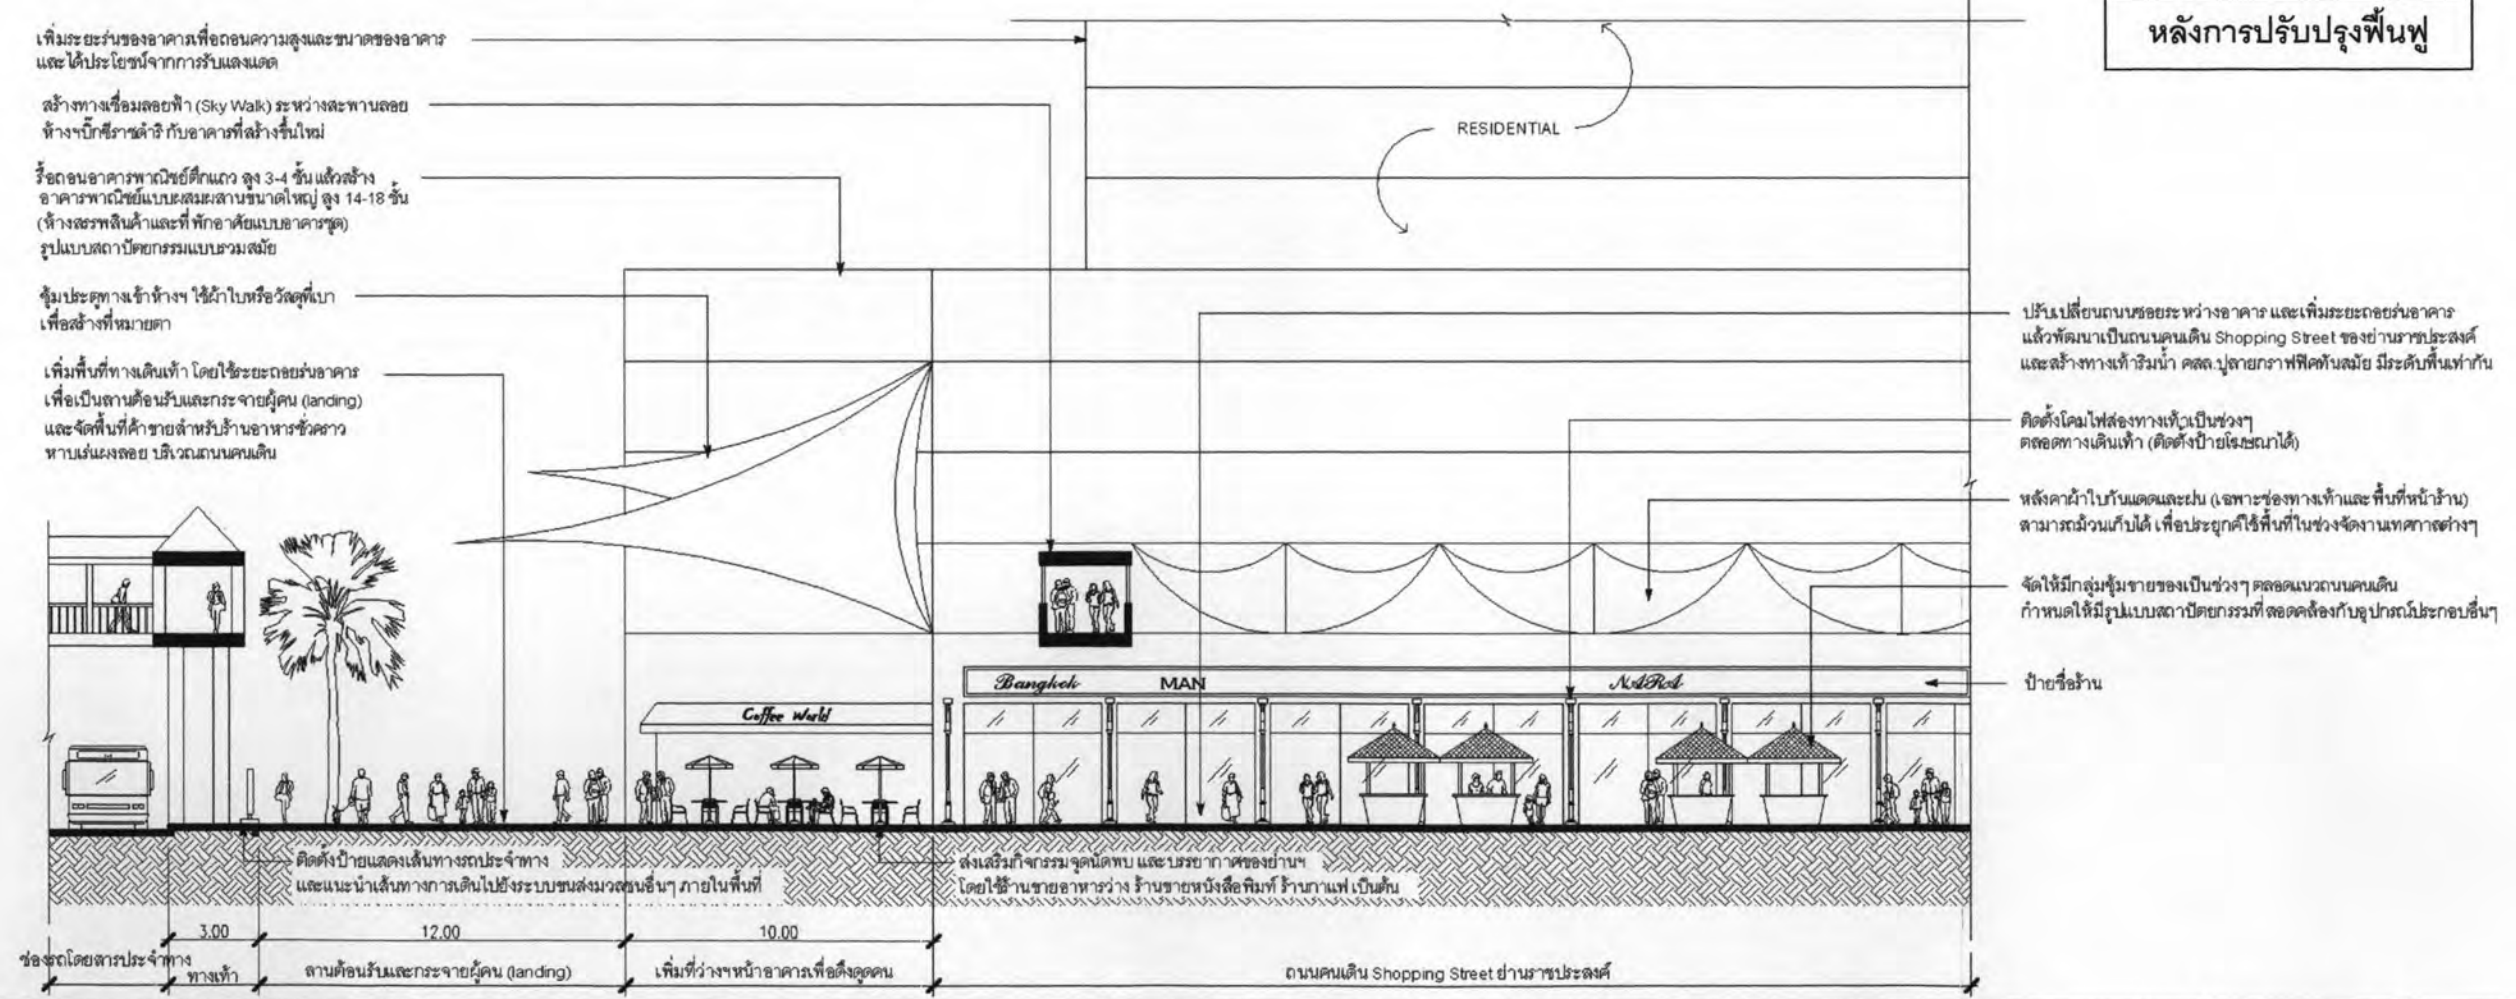 หลังการปรับปรุงฟื้นฟู
เพิ่มระยะร่นของอาคารเพื่อถอนความสูงและขนาดของอาคาร
และได้ประโยชน์จากการรับแสงแดด
สร้างทางเชื่อมลอยฟ้า (Sky Walk) ระหว่างสะพานลอย
ห้างฯบิ๊กซีราชดำริ กับอาคารที่สร้างขึ้นใหม่
รื้อถอนอาคารพาณิชย์ตึกแถว สูง 3-4 ชั้น แล้วสร้าง
อาคารพาณิชย์แบบผสมผสานขนาดใหญ่ สูง 14-18 ชั้น
(ห้างสรรพสินค้าและที่พักอาศัยแบบอาคารชุด)
รูปแบบสถาปัตยกรรมแบบรวมสมัย
ซุ้มประตูทางเข้าห้างฯ ใช้ผ้าใบหรือวัสดุที่เบา
เพื่อสร้างที่หมายตา
เพิ่มพื้นที่ทางเดินเท้า โดยใช้ระยะถอยร่นอาคาร
เพื่อเป็นลานต้อนรับและกระจายผู้คน (landing)
และจัดพื้นที่ค้าขายสำหรับร้านอาหารชั่วคราว
หาบเร่แผงลอย บริเวณถนนคนเดิน
RESIDENTIAL
ปรับเปลี่ยนถนนซอยระหว่างอาคาร และเพิ่มระยะถอยร่นอาคาร
แล้วพัฒนาเป็นถนนคนเดิน Shopping Street ของย่านราชประสงค์
และสร้างทางเท้าริมน้ำ คสล.ปูลายกราฟฟิคทันสมัย มีระดับพื้นเท่ากัน
ติดตั้งโคมไฟส่องทางเท้าเป็นช่วงๆ
ตลอดทางเดินเท้า (ติดตั้งป้ายโฆษณาได้)
หลังคาผ้าใบกันแดดและฝน (เฉพาะช่องทางเท้าและพื้นที่หน้าร้าน)
สามารถม้วนเก็บได้ เพื่อประยุกต์ใช้พื้นที่ในช่วงจัดงานเทศกาลต่างๆ
จัดให้มีกลุ่มซุ้มขายของเป็นช่วงๆ ตลอดแนวถนนคนเดิน
กำหนดให้มีรูปแบบสถาปัตยกรรมที่สอดคล้องกับอุปกรณ์ประกอบอื่นๆ
ป้ายชื่อร้าน
Bangkok MAN NARA
Coffee World
ติดตั้งป้ายแสดงเส้นทางรถประจำทาง
และแนะนำเส้นทางการเดินไปยังระบบขนส่งมวลชนอื่นๆ ภายในพื้นที่
ส่งเสริมกิจกรรมจุดนัดพบ และบรรยากาศของย่านฯ
โดยใช้ร้านขายอาหารว่าง ร้านขายหนังสือพิมพ์ ร้านกาแฟ เป็นต้น
3.00 12.00 10.00
ช่องรถโดยสารประจำทาง
ทางเท้า
ลานต้อนรับและกระจายผู้คน (landing)
เพิ่มที่ว่างฯหน้าอาคารเพื่อดึงดูดคน
ถนนคนเดิน Shopping Street ย่านราชประสงค์